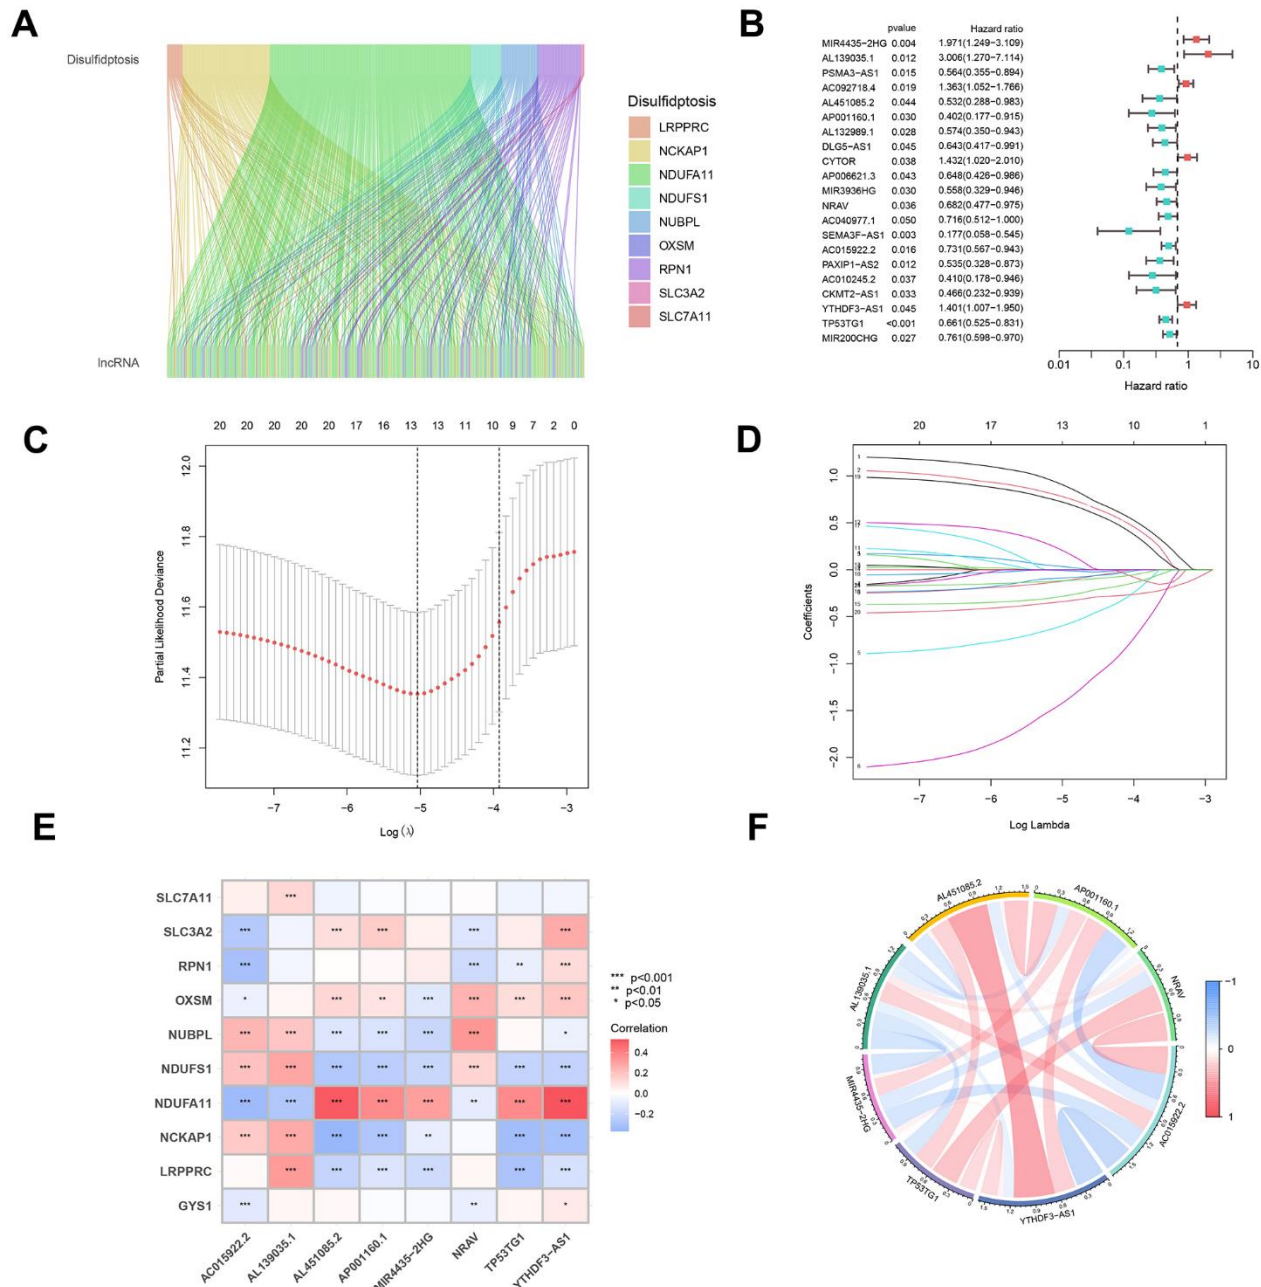 A
Disulfidptosis
lncRNA
Disulfidptosis
LRPPRC
NCKAP1
NDUFA11
NDUFS1
NUBPL
OXSM
RPN1
SLC3A2
SLC7A11
B
pvalue Hazard ratio
MIR4435−2HG 0.004 1.971(1.249−3.109)
AL139035.1 0.012 3.006(1.270−7.114)
PSMA3−AS1 0.015 0.564(0.355−0.894)
AC092718.4 0.019 1.363(1.052−1.766)
AL451085.2 0.044 0.532(0.288−0.983)
AP001160.1 0.030 0.402(0.177−0.915)
AL132989.1 0.028 0.574(0.350−0.943)
DLG5−AS1 0.045 0.643(0.417−0.991)
CYTOR 0.038 1.432(1.020−2.010)
AP006621.3 0.043 0.648(0.426−0.986)
MIR3936HG 0.030 0.558(0.329−0.946)
NRAV 0.036 0.682(0.477−0.975)
AC040977.1 0.050 0.716(0.512−1.000)
SEMA3F−AS1 0.003 0.177(0.058−0.545)
AC015922.2 0.016 0.731(0.567−0.943)
PAXIP1−AS2 0.012 0.535(0.328−0.873)
AC010245.2 0.037 0.410(0.178−0.946)
CKMT2−AS1 0.033 0.466(0.232−0.939)
YTHDF3−AS1 0.045 1.401(1.007−1.950)
TP53TG1 <0.001 0.661(0.525−0.831)
MIR200CHG 0.027 0.761(0.598−0.970)
0.01 0.1 1 10
Hazard ratio
C
20 20 20 20 20 17 16 13 13 11 10 9 7 2 0
Partial Likelihood Deviance
12.0
11.8
11.6
11.4
11.2
−7 −6 −5 −4 −3
Log (λ)
D
20 17 13 10 1
Coefficients
1.0
0.5
0.0
−0.5
−1.0
−1.5
−2.0
1
2
19
11
15
20
5
6
−7 −6 −5 −4 −3
Log Lambda
E
SLC7A11 ***
SLC3A2 *** *** *** *** ***
RPN1 *** *** ** ***
OXSM * *** ** *** *** *** ***
NUBPL *** *** *** *** *** *** *
NDUFS1 *** *** *** *** *** *** *** ***
NDUFA11 *** *** *** *** *** ** *** ***
NCKAP1 *** *** *** *** ** *** ***
LRPPRC *** *** *** *** *** ***
GYS1 *** ** *
AC015922.2
AL139035.1
AL451085.2
AP001160.1
MIR4435−2HG
NRAV
TP53TG1
YTHDF3−AS1
*** p<0.001
** p<0.01
* p<0.05
Correlation
0.4
0.2
0.0
−0.2
F
AL451085.2
AP001160.1
NRAV
AC015922.2
YTHDF3−AS1
TP53TG1
MIR4435−2HG
AL139035.1
−1
−0.5
0
0.5
1